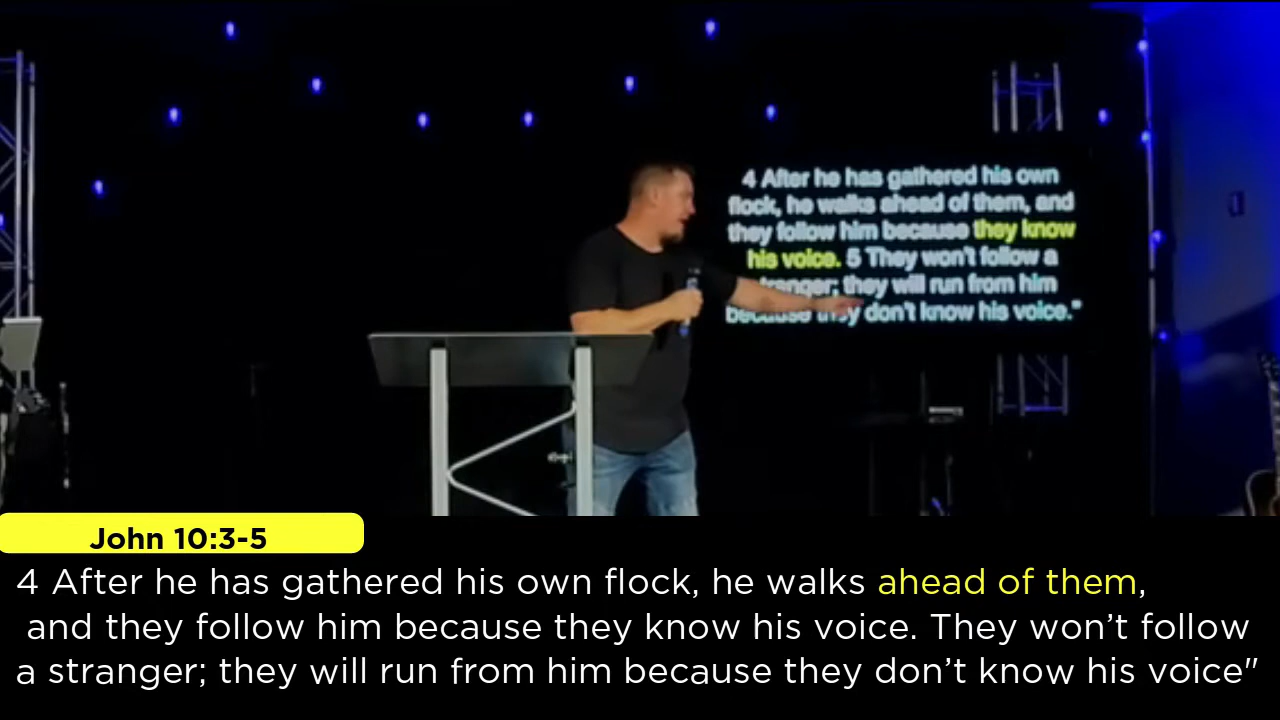 4 After he has gathered his own
flock, he walks ahead of them, and
they follow him because they know
his voice. 5 They won't follow a
stranger; they will run from him
because they don't know his voice."
John 10:3-5
4 After he has gathered his own flock, he walks ahead of them,
and they follow him because they know his voice. They won’t follow
a stranger; they will run from him because they don’t know his voice"